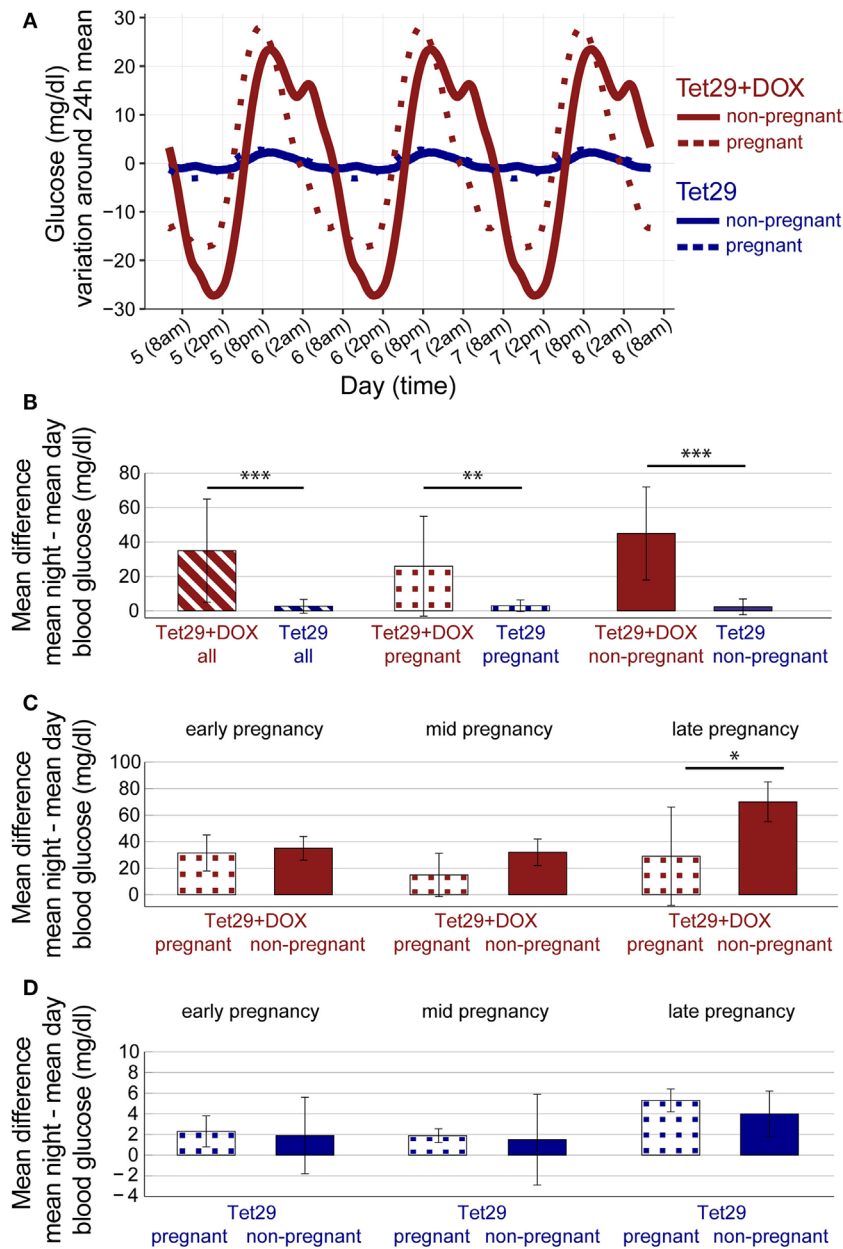 A
Glucose (mg/dl)
variation around 24h mean
30
20
10
0
−10
−20
−30
5 (8am)
5 (2pm)
5 (8pm)
6 (2am)
6 (8am)
6 (2pm)
6 (8pm)
7 (2am)
7 (8am)
7 (2pm)
7 (8pm)
8 (2am)
8 (8am)
Day (time)
Tet29+DOX
non-pregnant
pregnant
Tet29
non-pregnant
pregnant
B
Mean difference
mean night - mean day
blood glucose (mg/dl)
80
60
40
20
0
***
**
***
Tet29+DOX Tet29 Tet29+DOX Tet29 Tet29+DOX Tet29
all all pregnant pregnant non-pregnant non-pregnant
C
Mean difference
mean night - mean day
blood glucose (mg/dl)
early pregnancy mid pregnancy late pregnancy
100
80
60
40
20
0
*
Tet29+DOX Tet29+DOX Tet29+DOX
pregnant non-pregnant pregnant non-pregnant pregnant non-pregnant
D
Mean difference
mean night - mean day
blood glucose (mg/dl)
early pregnancy mid pregnancy late pregnancy
10
8
6
4
2
0
−2
−4
Tet29 Tet29 Tet29
pregnant non-pregnant pregnant non-pregnant pregnant non-pregnant